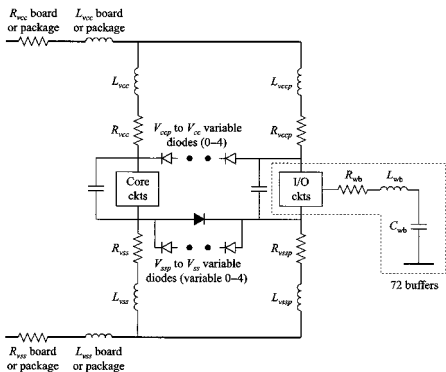 R_vcc board
or package
L_vcc board
or package
L_vcc
L_vccp
R_vcc
V_ccp to V_cc variable
diodes (0–4)
R_vccp
Core
ckts
I/O
ckts
R_wb
L_wb
C_wb
R_vss
V_ssp to V_ss variable
diodes (variable 0–4)
R_vssp
72 buffers
L_vss
L_vssp
R_vss board
or package
L_vss board
or package